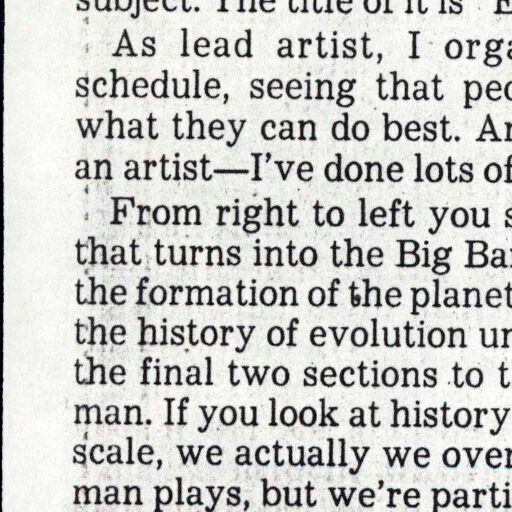 subject. The title of it is "E
As lead artist, I orga
schedule, seeing that peo
what they can do best. An
an artist—I've done lots of
From right to left you s
that turns into the Big Ba
the formation of the planet
the history of evolution un
the final two sections to t
man. If you look at history
scale, we actually we over
man plays, but we're parti